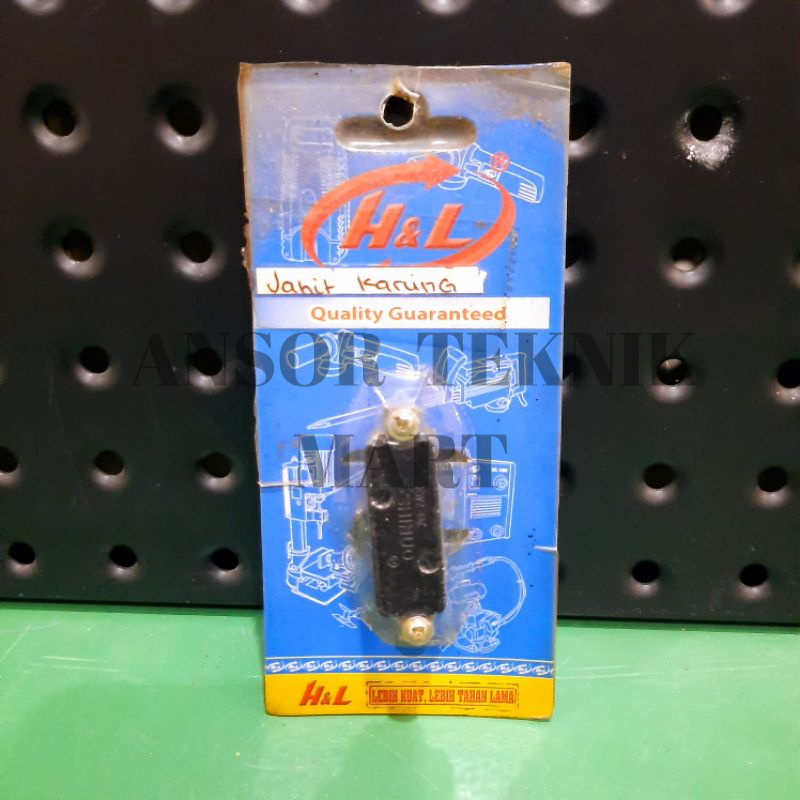 H&L
Jahit Karung
Quality Guaranteed
ANSOR TEKNIK
MART
H&L
LEBIH KUAT, LEBIH TAHAN LAMA